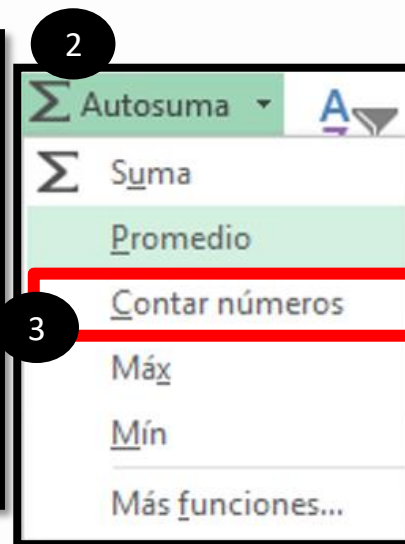 2
Σ Autosuma
Σ Suma
Promedio
Contar números
3
Máx
Mín
Más funciones...